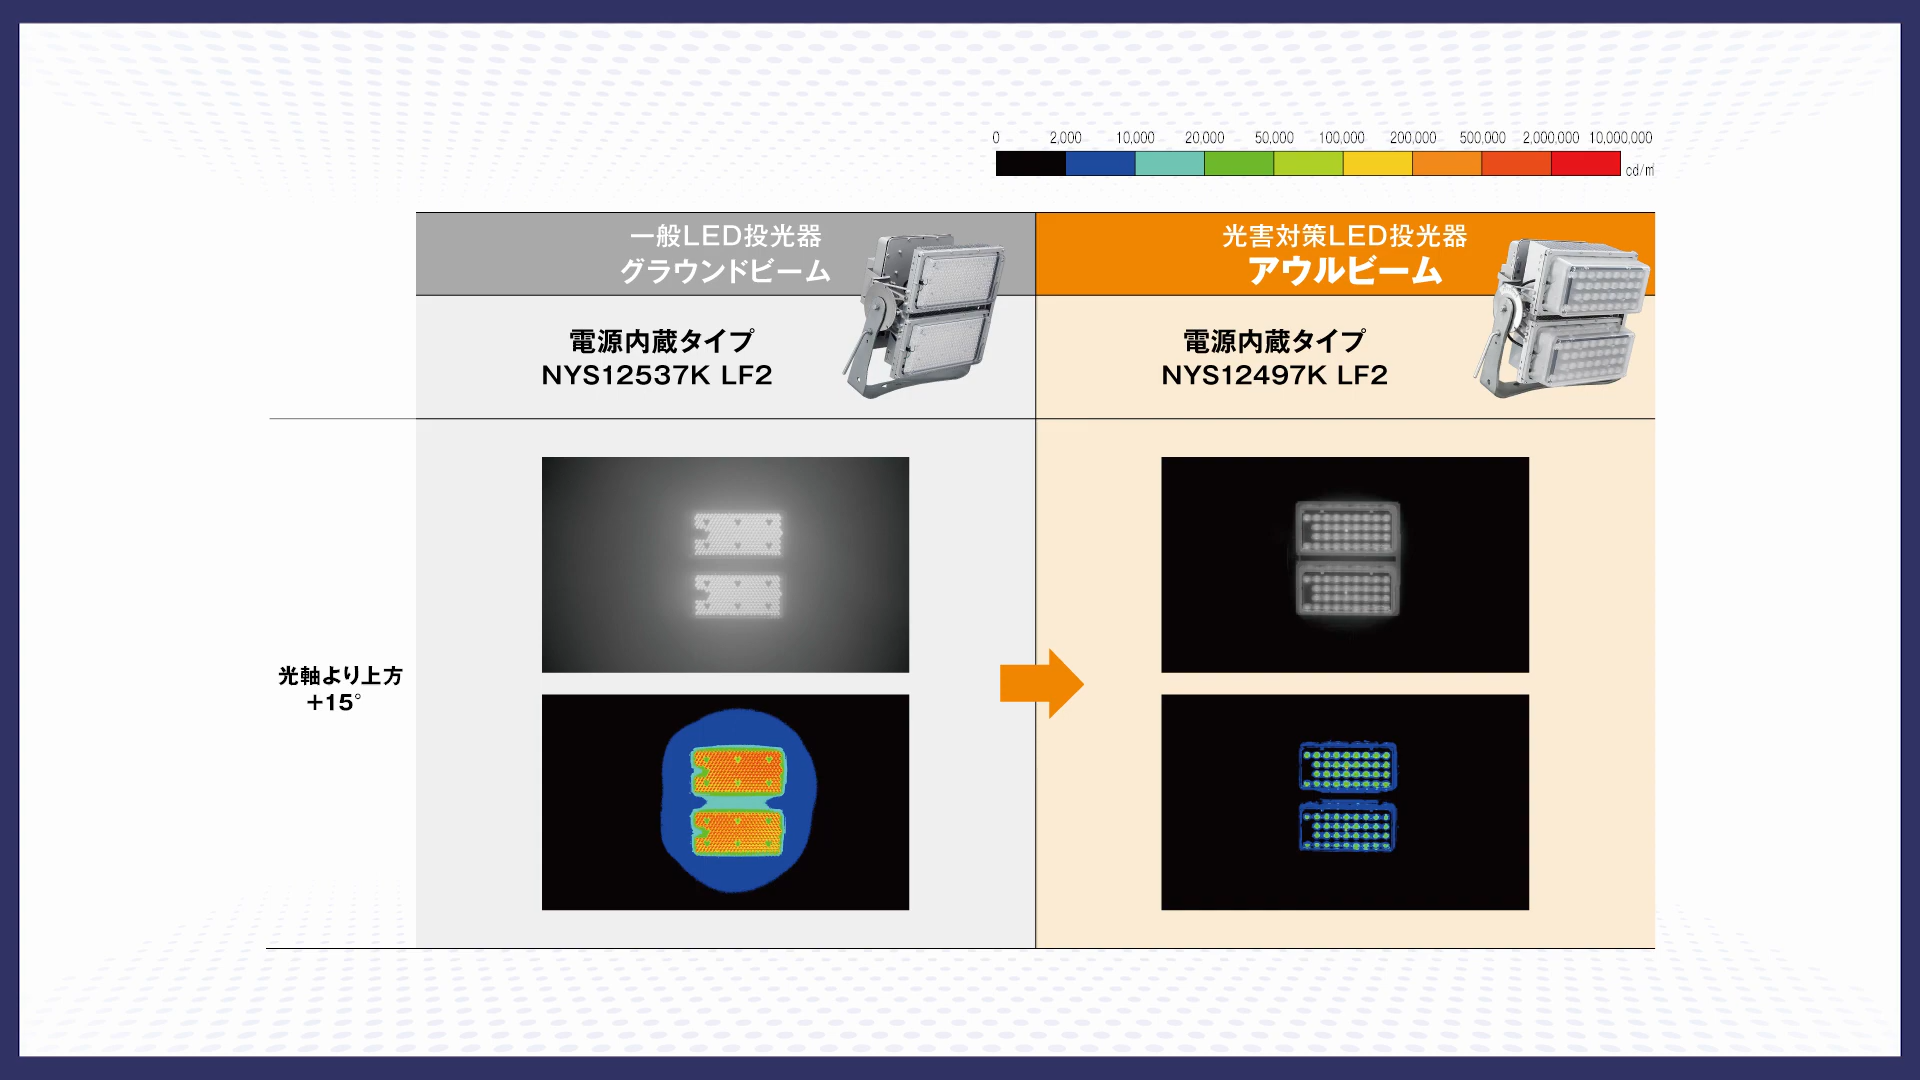 0 2,000 10,000 20,000 50,000 100,000 200,000 500,000 2,000,000 10,000,000
cd/m
一般LED投光器
グラウンドビーム
光害対策LED投光器
アウルビーム
電源内蔵タイプ
NYS12537K LF2
電源内蔵タイプ
NYS12497K LF2
光軸より上方
+15°